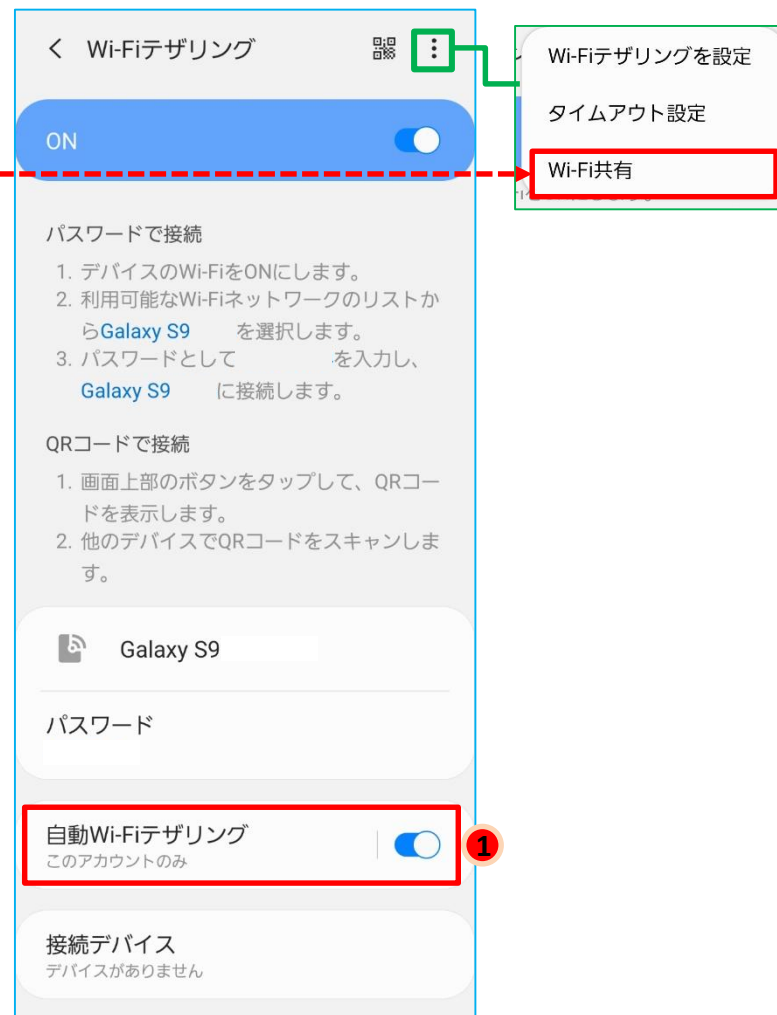 Wi-Fiテザリング
ON
パスワードで接続
1. デバイスのWi-FiをONにします。
2. 利用可能なWi-Fiネットワークのリストか
らGalaxy S9 を選択します。
3. パスワードとして を入力し、
Galaxy S9 に接続します。
QRコードで接続
1. 画面上部のボタンをタップして、QRコー
ドを表示します。
2. 他のデバイスでQRコードをスキャンしま
す。
Galaxy S9
パスワード
自動Wi-Fiテザリング
このアカウントのみ
1
接続デバイス
デバイスがありません
Wi-Fiテザリングを設定
タイムアウト設定
Wi-Fi共有